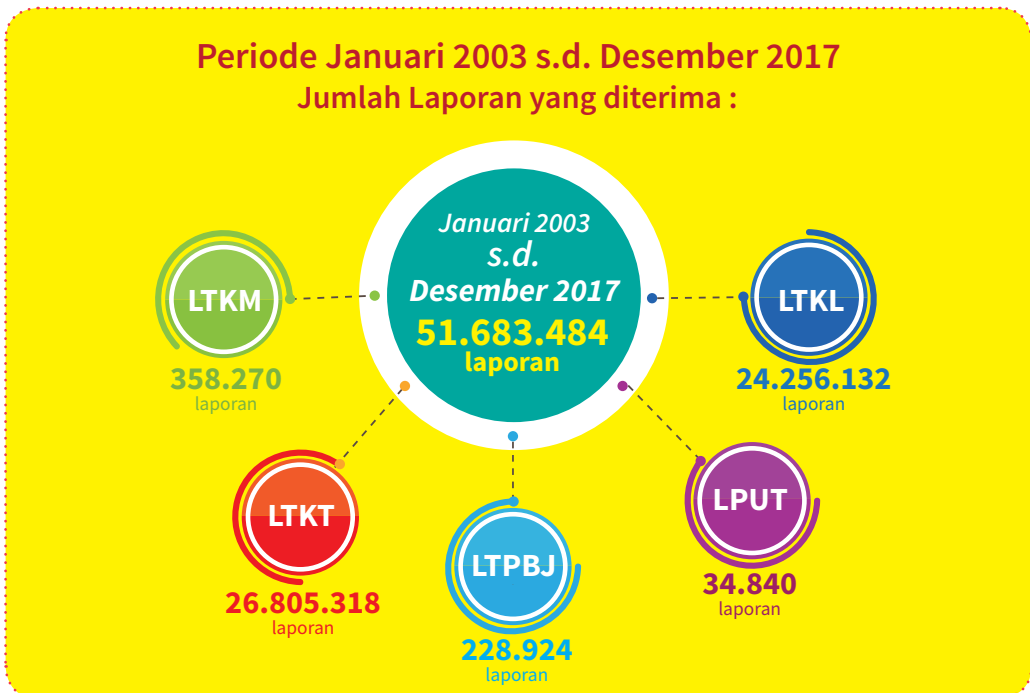 Periode Januari 2003 s.d. Desember 2017
Jumlah Laporan yang diterima :
Januari 2003
s.d.
Desember 2017
51.683.484
laporan
LTKM
358.270
laporan
LTKL
24.256.132
laporan
LTKT
26.805.318
laporan
LTPBJ
228.924
laporan
LPUT
34.840
laporan